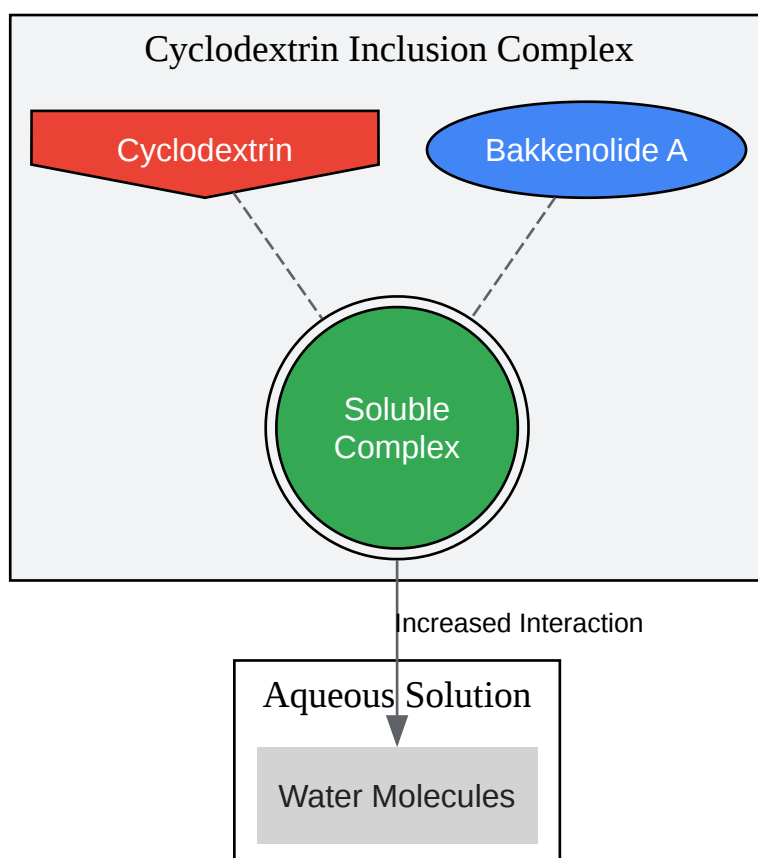 Cyclodextrin Inclusion Complex
Cyclodextrin
Bakkenolide A
Soluble
Complex
Increased Interaction
Aqueous Solution
Water Molecules